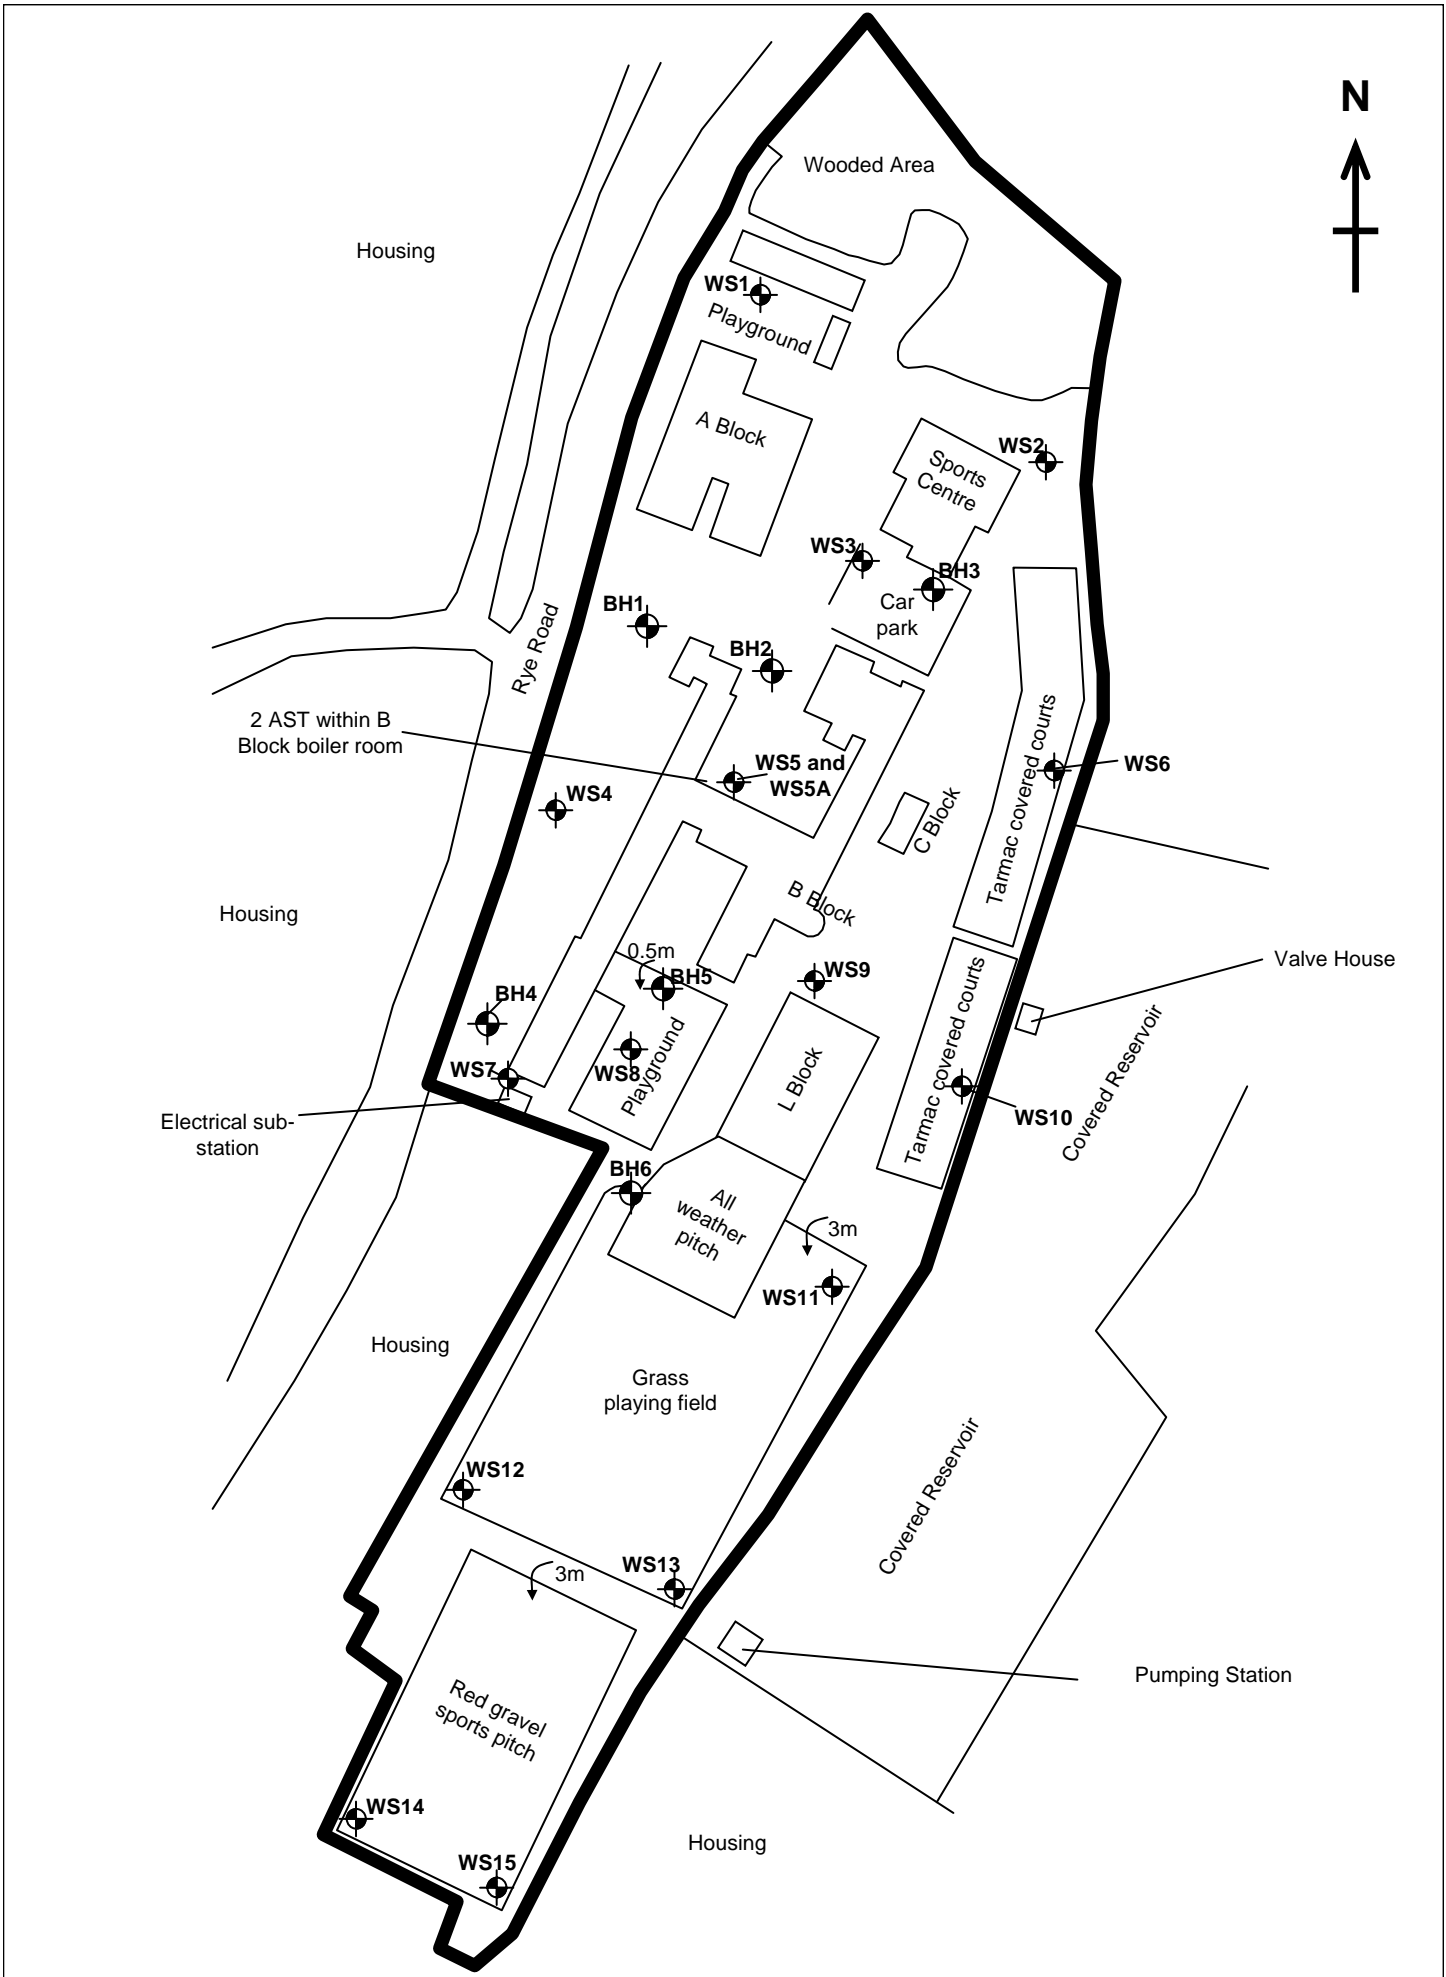 N
Wooded Area
Housing
WS1
Playground
A Block
WS2
Sports
Centre
WS3
BH3
Car
park
BH1
BH2
Rye Road
2 AST within B
Block boiler room
WS5 and
WS5A
WS6
Tarmac covered courts
WS4
C Block
B Block
Housing
0.5m
BH5
WS9
Valve House
BH4
Tarmac covered courts
Covered Reservoir
WS7
WS8
Playground
L Block
WS10
Electrical sub-
station
BH6
All
weather
pitch
3m
WS11
Housing
Grass
playing field
WS12
Covered Reservoir
WS13
3m
Pumping Station
Red gravel
sports pitch
WS14
Housing
WS15